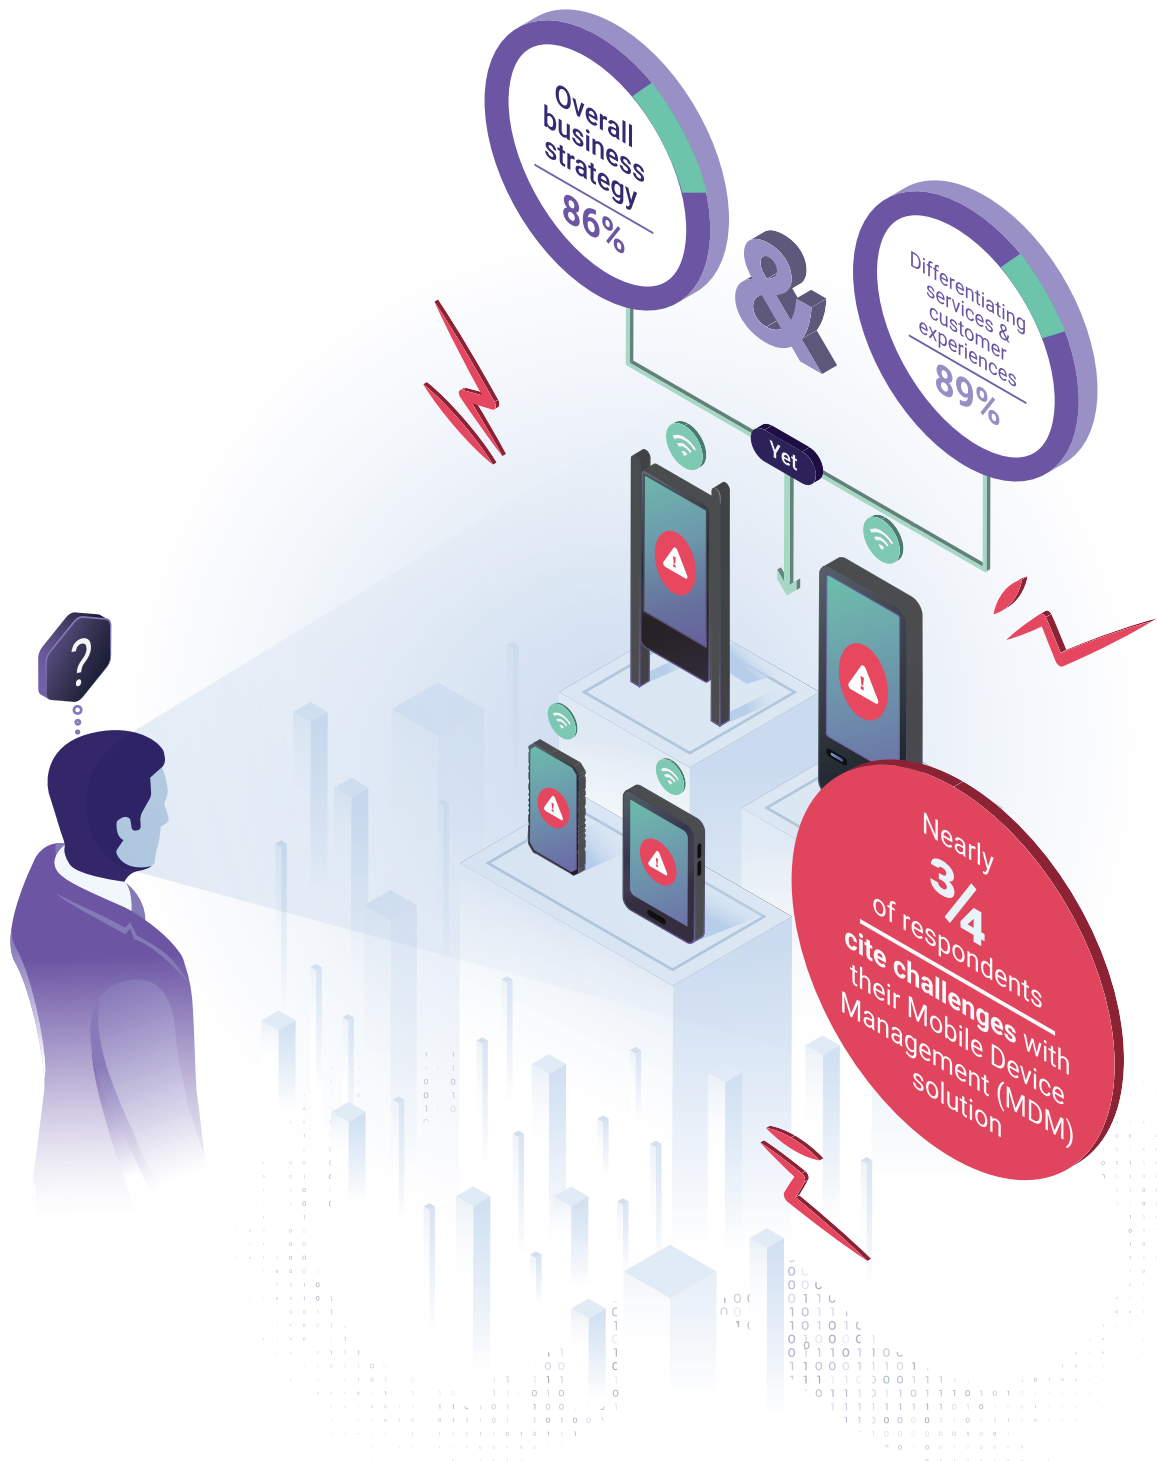 Overall
business
strategy
86%
&
Differentiating
services &
customer
experiences
89%
Yet
?
Nearly
3/4
of respondents
cite challenges with
their Mobile Device
Management (MDM)
solution